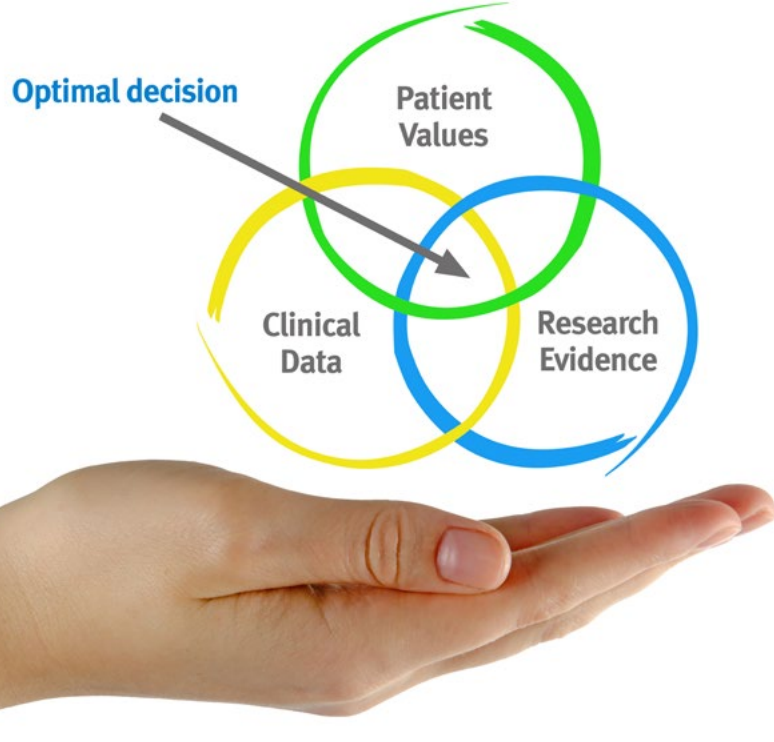 Optimal decision
Patient
Values
Clinical
Data
Research
Evidence